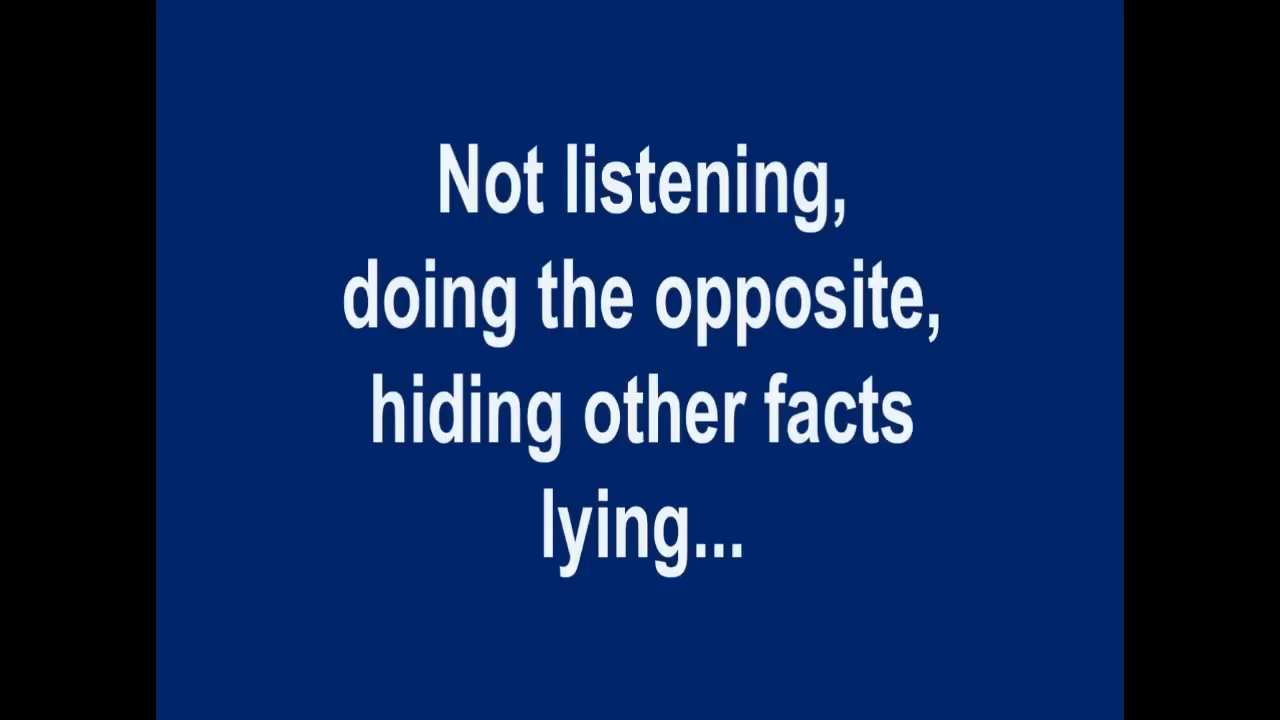 Not listening,
doing the opposite,
hiding other facts
lying...